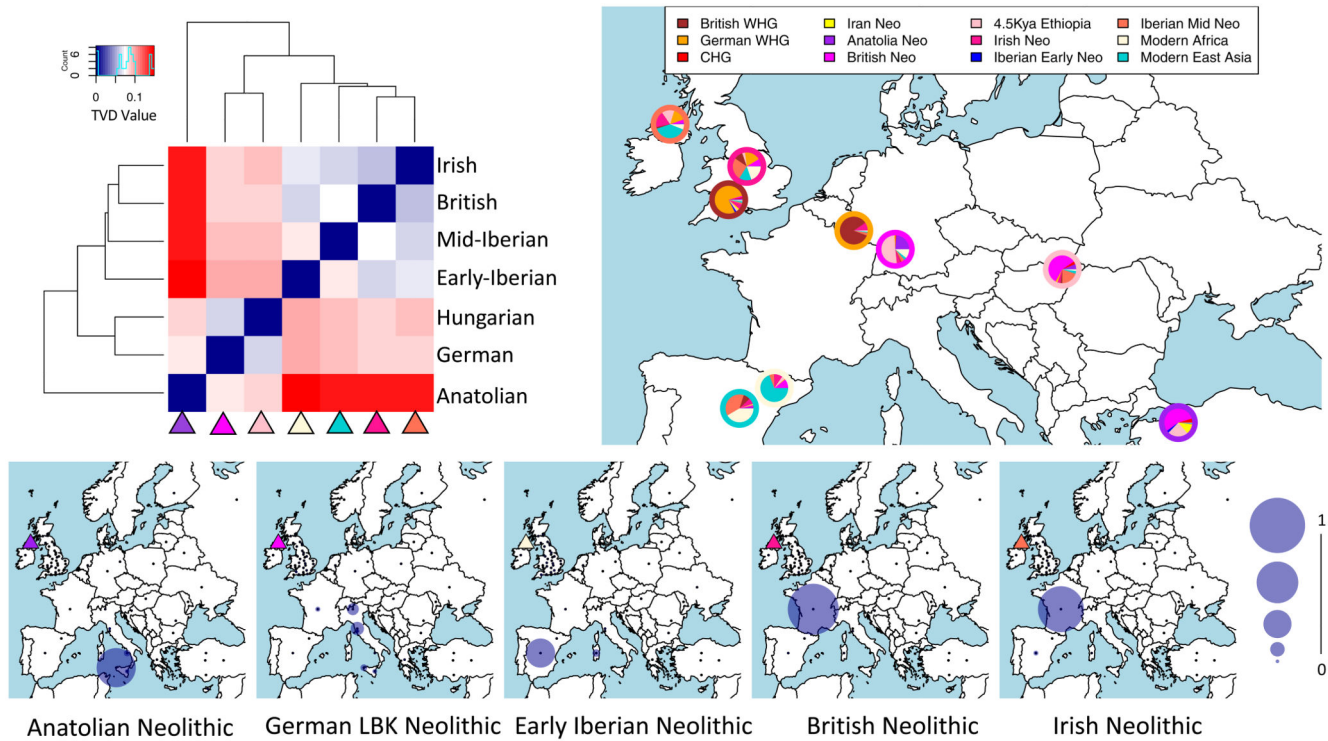 Count
6
4
2
0
0 0.1
TVD Value
Irish
British
Mid-Iberian
Early-Iberian
Hungarian
German
Anatolian
British WHG Iran Neo 4.5Kya Ethiopia Iberian Mid Neo
German WHG Anatolia Neo Irish Neo Modern Africa
CHG British Neo Iberian Early Neo Modern East Asia
1
0
Anatolian Neolithic German LBK Neolithic Early Iberian Neolithic British Neolithic Irish Neolithic